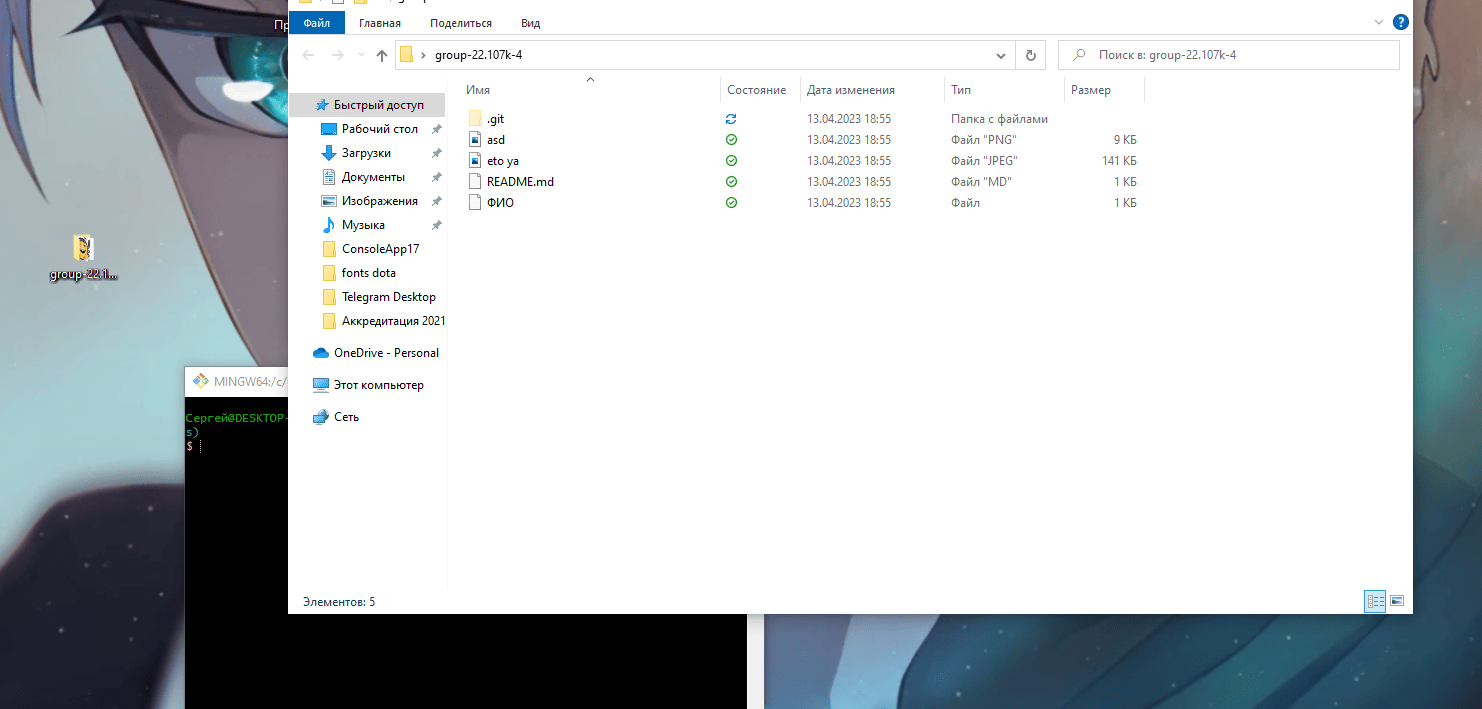 Пр
Файл Главная Поделиться Вид
group-22.107k-4
Поиск в: group-22.107k-4
Имя Состояние Дата изменения Тип Размер
.git 13.04.2023 18:55 Папка с файлами
asd 13.04.2023 18:55 Файл "PNG" 9 КБ
eto ya 13.04.2023 18:55 Файл "JPEG" 141 КБ
README.md 13.04.2023 18:55 Файл "MD" 1 КБ
ФИО 13.04.2023 18:55 Файл 1 КБ
Быстрый доступ
Рабочий стол
Загрузки
Документы
Изображения
Музыка
ConsoleApp17
fonts dota
Telegram Desktop
Аккредитация 2021
OneDrive - Personal
Этот компьютер
Сеть
Элементов: 5
group-22.1...
MINGW64:/c/
Сергей@DESKTOP-
s)
$